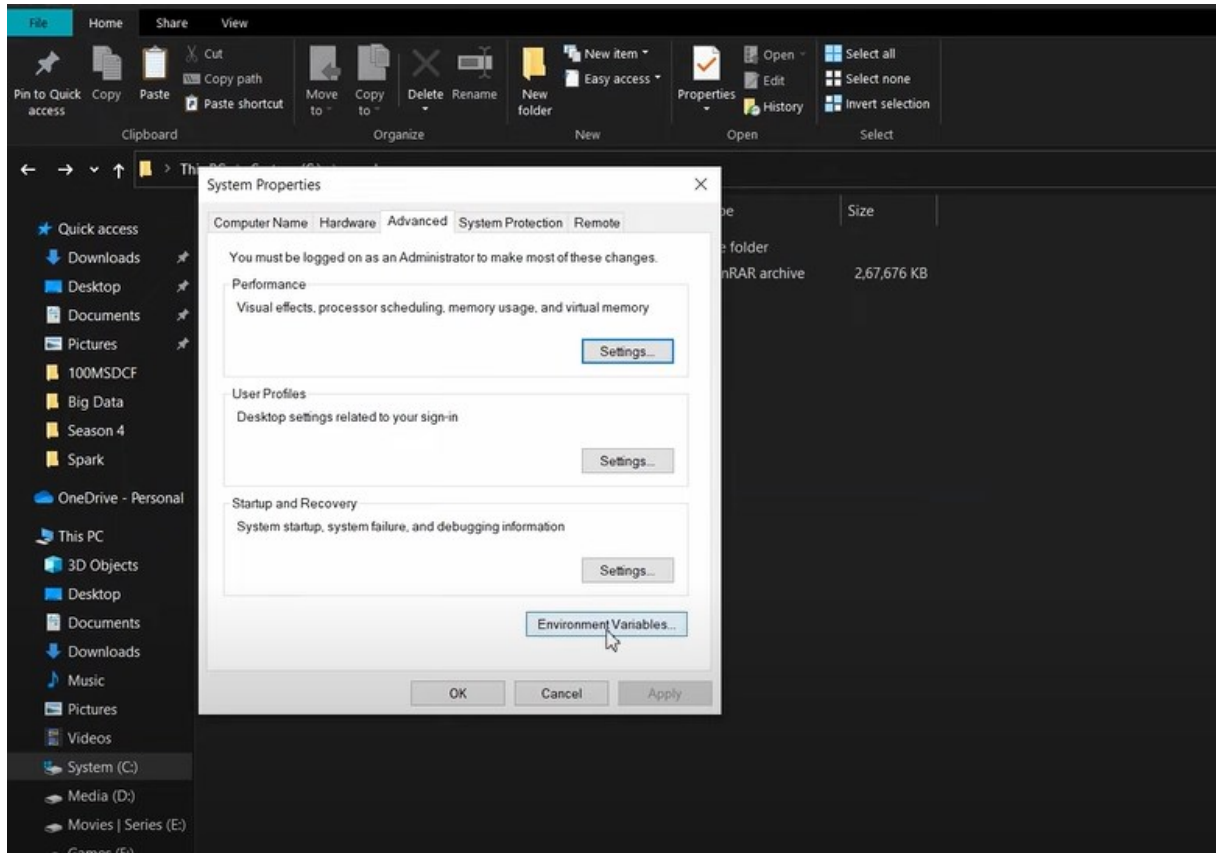 File Home Share View
Pin to Quick access
Copy
Paste
Cut
Copy path
Paste shortcut
Clipboard
Move to
Copy to
Delete
Rename
Organize
New folder
New item
Easy access
New
Properties
Open
Edit
History
Open
Select all
Select none
Invert selection
Select
Size
folder
archive 2,67,676 KB
Quick access
Downloads
Desktop
Documents
Pictures
100MSDCF
Big Data
Season 4
Spark
OneDrive - Personal
This PC
3D Objects
Desktop
Documents
Downloads
Music
Pictures
Videos
System (C:)
Media (D:)
Movies | Series (E:)
System Properties
Computer Name Hardware Advanced System Protection Remote
You must be logged on as an Administrator to make most of these changes.
Performance
Visual effects, processor scheduling, memory usage, and virtual memory
Settings...
User Profiles
Desktop settings related to your sign-in
Settings...
Startup and Recovery
System startup, system failure, and debugging information
Settings...
Environment Variables...
OK Cancel Apply